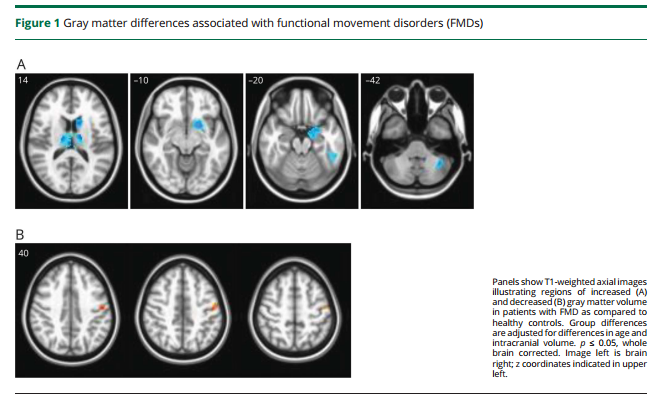 Figure 1 Gray matter differences associated with functional movement disorders (FMDs)
A
14
−10
−20
−42
B
40
Panels show T1-weighted axial images
illustrating regions of increased (A)
and decreased (B) gray matter volume
in patients with FMD as compared to
healthy controls. Group differences
are adjusted for differences in age and
intracranial volume. p ≤ 0.05, whole
brain corrected. Image left is brain
right; z coordinates indicated in upper
left.